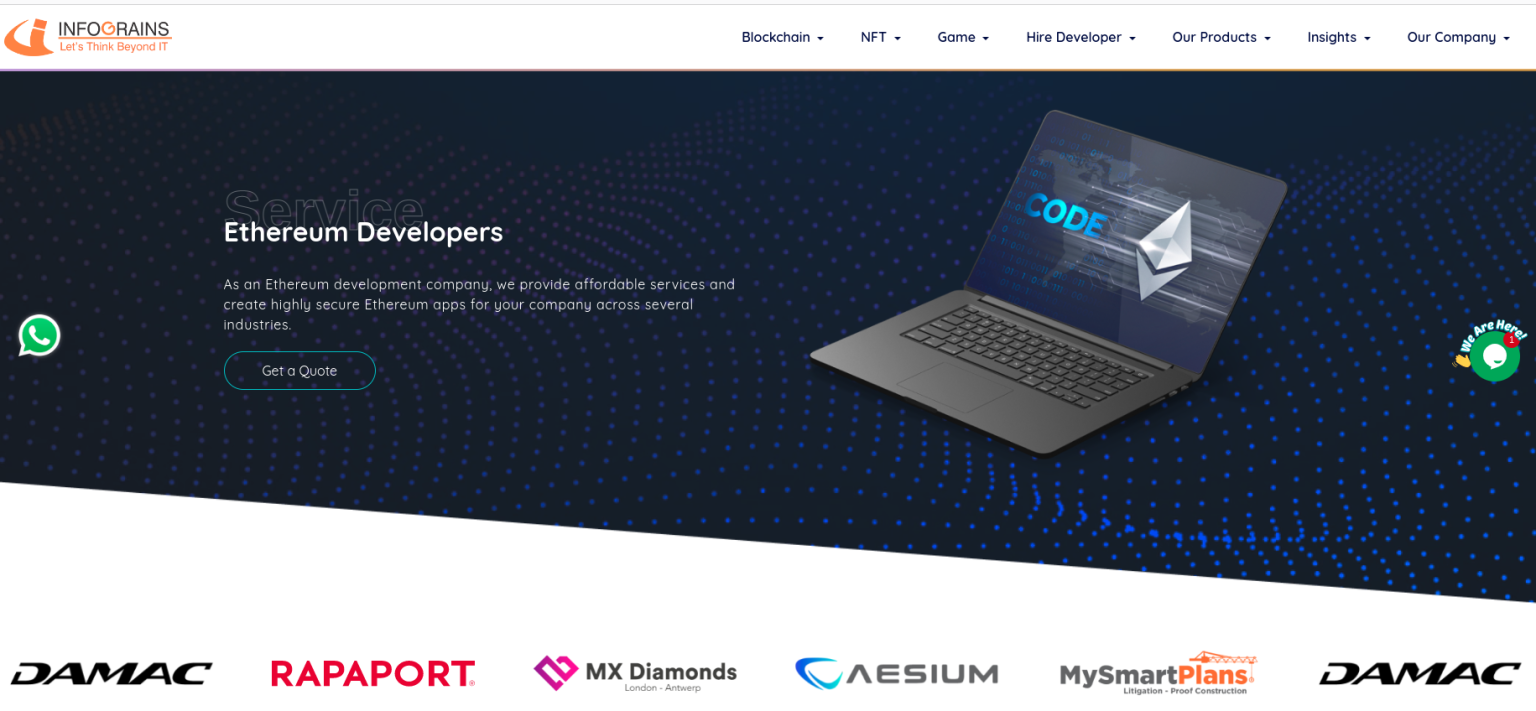 INFOGRAINS
Let's Think Beyond IT
Blockchain NFT Game Hire Developer Our Products Insights Our Company
Service
Ethereum Developers
As an Ethereum development company, we provide affordable services and
create highly secure Ethereum apps for your company across several
industries.
Get a Quote
CODE
We Are Here!
1
DAMAC
RAPAPORT®
MX Diamonds
London - Antwerp
AESIUM
MySmartPlans®
Litigation - Proof Construction
DAMAC